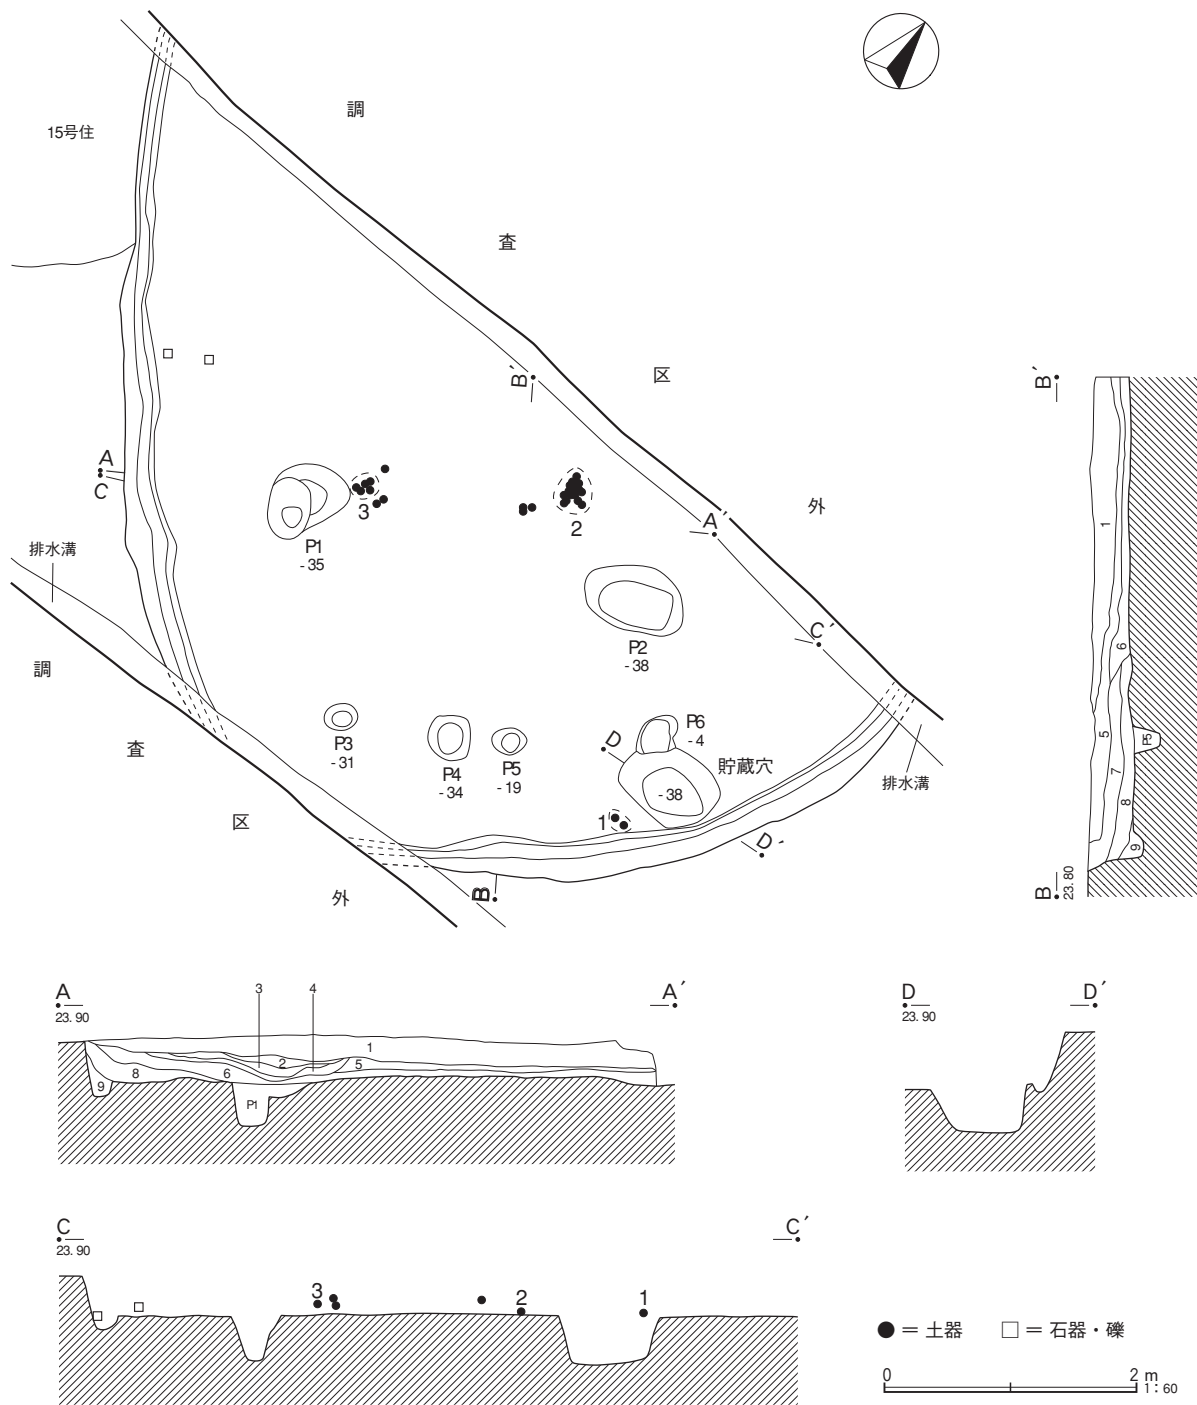 調
15号住
査
区
B′
B′
A
C
3
2
A′
外
P1
-35
排水溝
C′
P2
-38
調
P6
-4
D
P3
-31
P4
-34
P5
-19
貯蔵穴
-38
査
排水溝
1
区
D′
外
B
1
6
5
P5
7
8
9
B
23.80
A
23.90
3
4
A′
1
2
5
6
8
9
P1
D
23.90
D′
C
23.90
C′
3
2
1
● = 土器 □ = 石器・礫
0 2 m
1：60